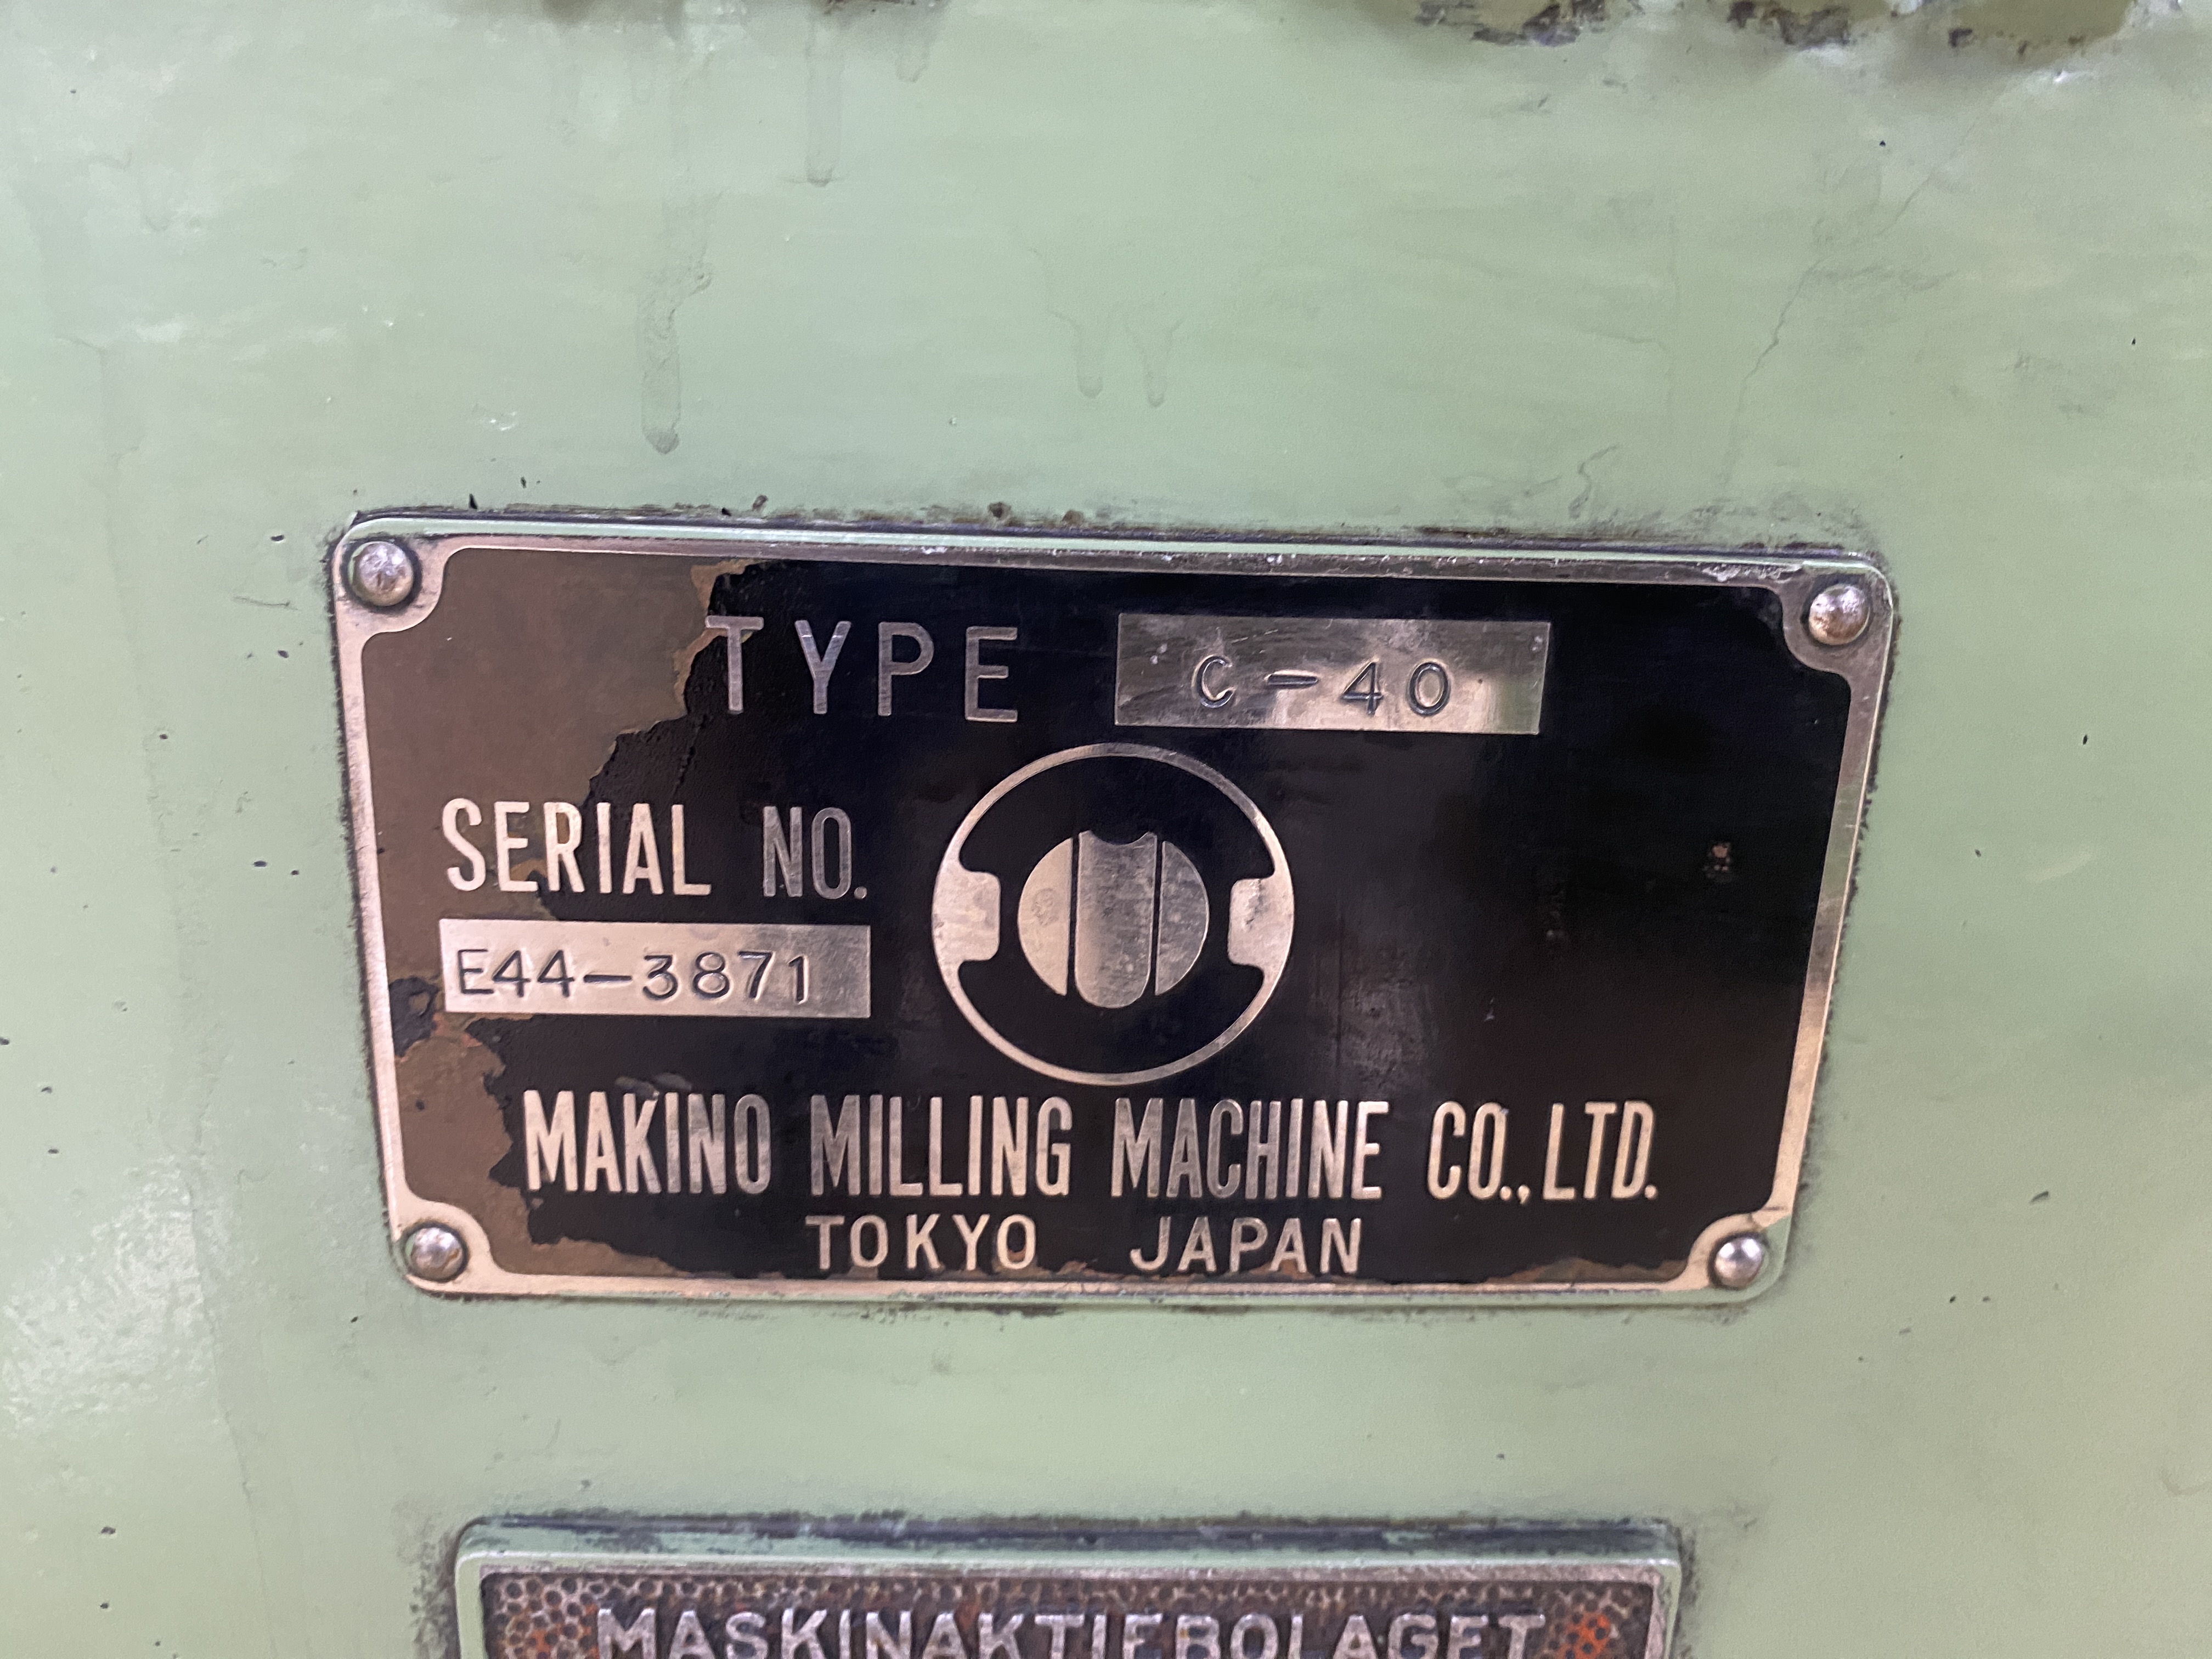 TYPE C-40
SERIAL NO.
E44-3871
MAKINO MILLING MACHINE CO., LTD.
TOKYO JAPAN
MASKINAKTIEBOLAGET